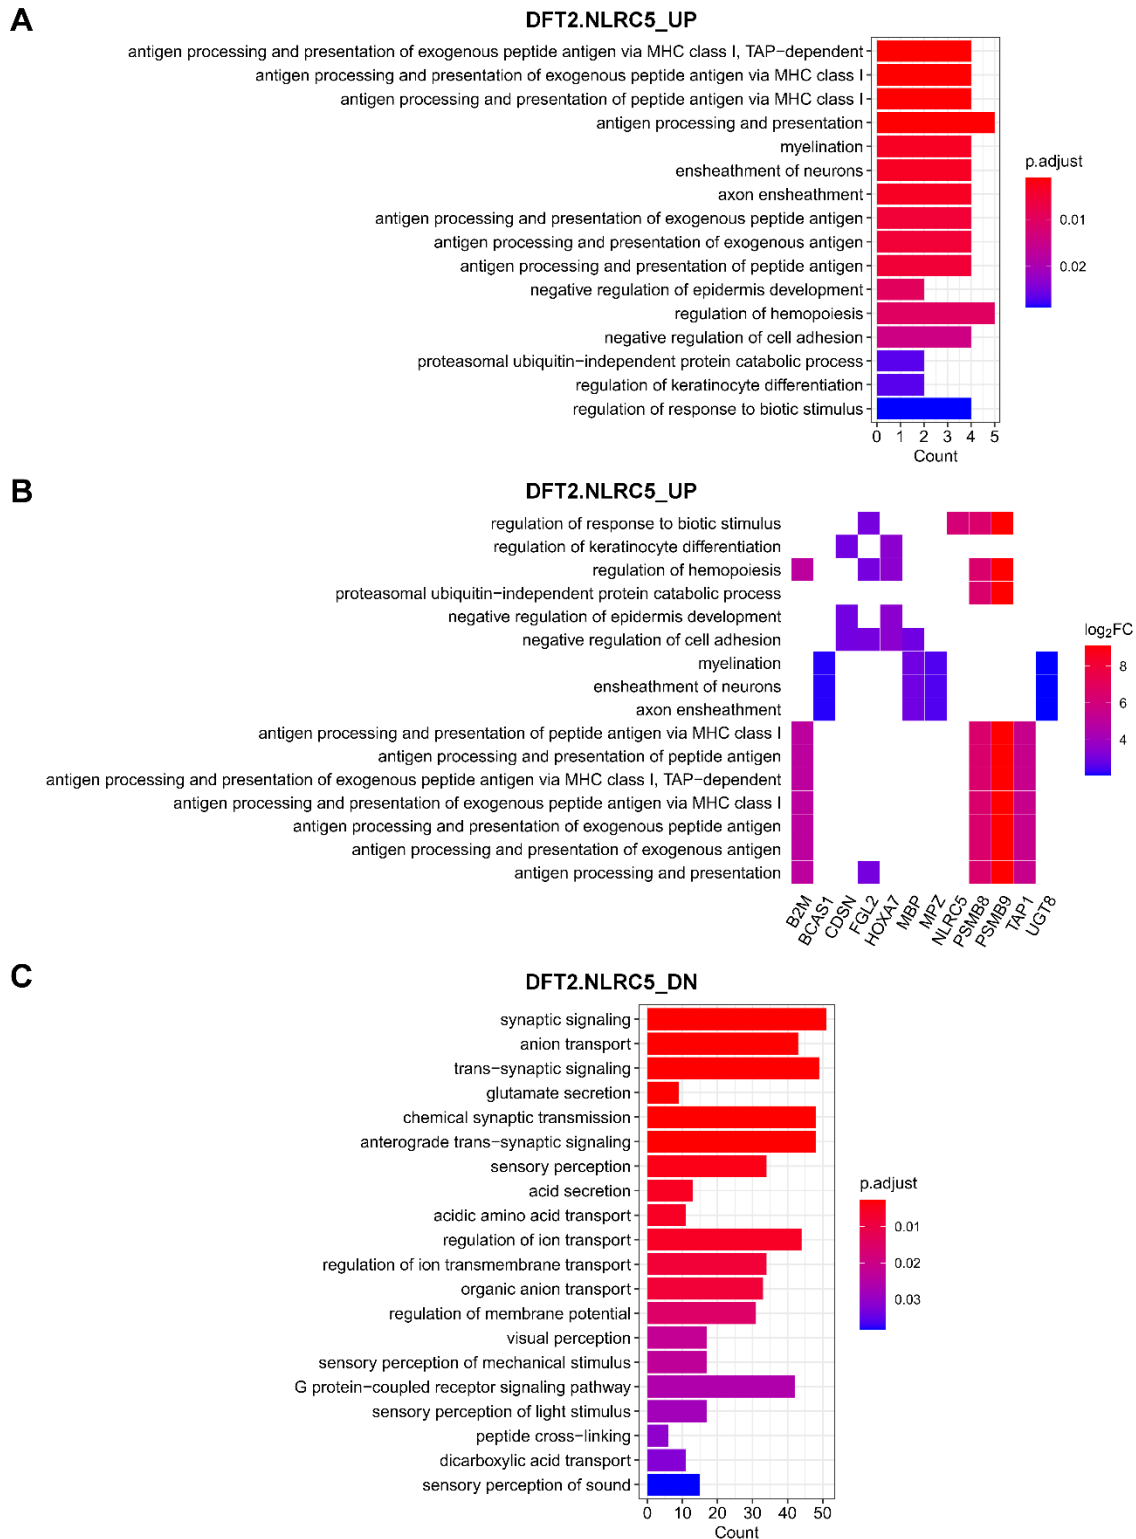 A
DFT2.NLRC5_UP
antigen processing and presentation of exogenous peptide antigen via MHC class I, TAP−dependent
antigen processing and presentation of exogenous peptide antigen via MHC class I
antigen processing and presentation of peptide antigen via MHC class I
antigen processing and presentation
myelination
ensheathment of neurons
axon ensheathment
antigen processing and presentation of exogenous peptide antigen
antigen processing and presentation of exogenous antigen
antigen processing and presentation of peptide antigen
negative regulation of epidermis development
regulation of hemopoiesis
negative regulation of cell adhesion
proteasomal ubiquitin−independent protein catabolic process
regulation of keratinocyte differentiation
regulation of response to biotic stimulus
0 1 2 3 4 5
Count
p.adjust
0.01
0.02
B
DFT2.NLRC5_UP
regulation of response to biotic stimulus
regulation of keratinocyte differentiation
regulation of hemopoiesis
proteasomal ubiquitin−independent protein catabolic process
negative regulation of epidermis development
negative regulation of cell adhesion
myelination
ensheathment of neurons
axon ensheathment
antigen processing and presentation of peptide antigen via MHC class I
antigen processing and presentation of peptide antigen
antigen processing and presentation of exogenous peptide antigen via MHC class I, TAP−dependent
antigen processing and presentation of exogenous peptide antigen via MHC class I
antigen processing and presentation of exogenous peptide antigen
antigen processing and presentation of exogenous antigen
antigen processing and presentation
B2M BCAS1 CDSN FGL2 HOXA7 MBP MPZ NLRC5 PSMB8 PSMB9 TAP1 UGT8
log₂FC
8
6
4
C
DFT2.NLRC5_DN
synaptic signaling
anion transport
trans−synaptic signaling
glutamate secretion
chemical synaptic transmission
anterograde trans−synaptic signaling
sensory perception
acid secretion
acidic amino acid transport
regulation of ion transport
regulation of ion transmembrane transport
organic anion transport
regulation of membrane potential
visual perception
sensory perception of mechanical stimulus
G protein−coupled receptor signaling pathway
sensory perception of light stimulus
peptide cross−linking
dicarboxylic acid transport
sensory perception of sound
0 10 20 30 40 50
Count
p.adjust
0.01
0.02
0.03